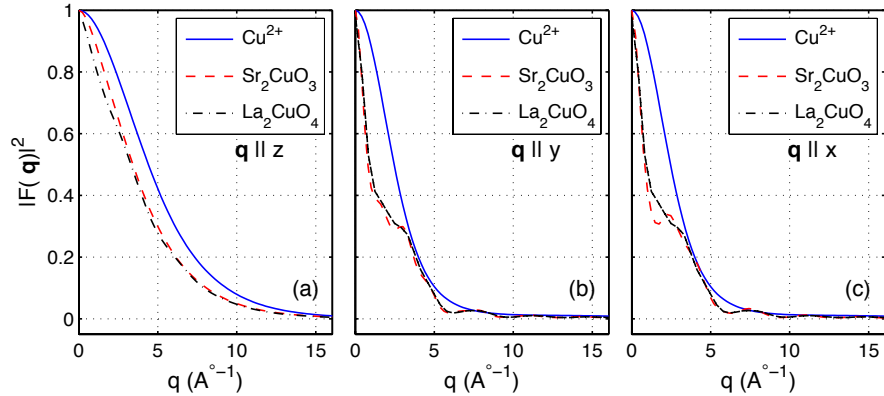 1
0.8
0.6
0.4
0.2
0
|F(q)|²
Cu²⁺
Sr₂CuO₃
La₂CuO₄
q || z
(a)
0 5 10 15
q (A°⁻¹)
Cu²⁺
Sr₂CuO₃
La₂CuO₄
q || y
(b)
0 5 10 15
q (A°⁻¹)
Cu²⁺
Sr₂CuO₃
La₂CuO₄
q || x
(c)
0 5 10 15
q (A°⁻¹)